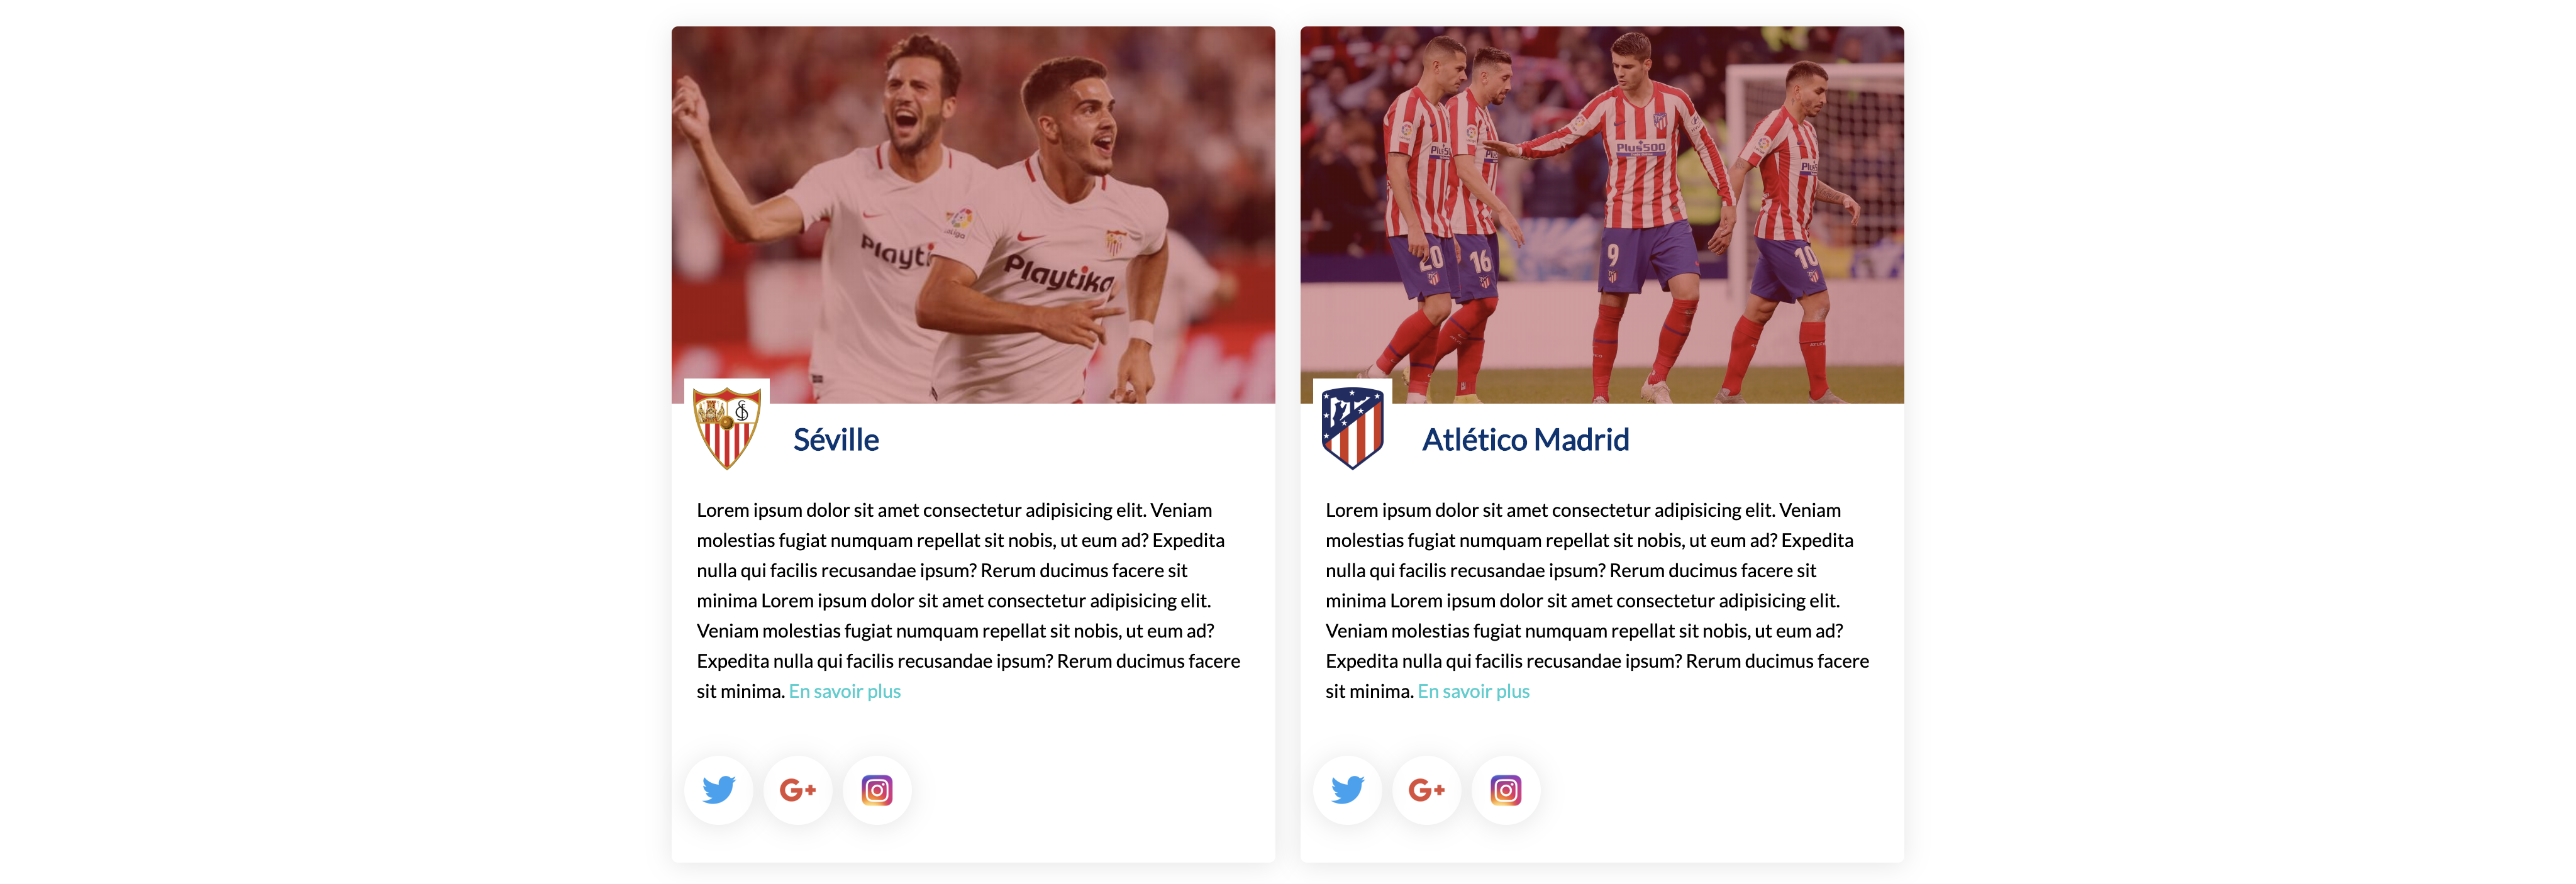 Playti
Playtika
LaLiga
Plus500
Plus500
20
16
9
10
Séville
Lorem ipsum dolor sit amet consectetur adipisicing elit. Veniam
molestias fugiat numquam repellat sit nobis, ut eum ad? Expedita
nulla qui facilis recusandae ipsum? Rerum ducimus facere sit
minima Lorem ipsum dolor sit amet consectetur adipisicing elit.
Veniam molestias fugiat numquam repellat sit nobis, ut eum ad?
Expedita nulla qui facilis recusandae ipsum? Rerum ducimus facere
sit minima. En savoir plus
G+
Atlético Madrid
Lorem ipsum dolor sit amet consectetur adipisicing elit. Veniam
molestias fugiat numquam repellat sit nobis, ut eum ad? Expedita
nulla qui facilis recusandae ipsum? Rerum ducimus facere sit
minima Lorem ipsum dolor sit amet consectetur adipisicing elit.
Veniam molestias fugiat numquam repellat sit nobis, ut eum ad?
Expedita nulla qui facilis recusandae ipsum? Rerum ducimus facere
sit minima. En savoir plus
G+